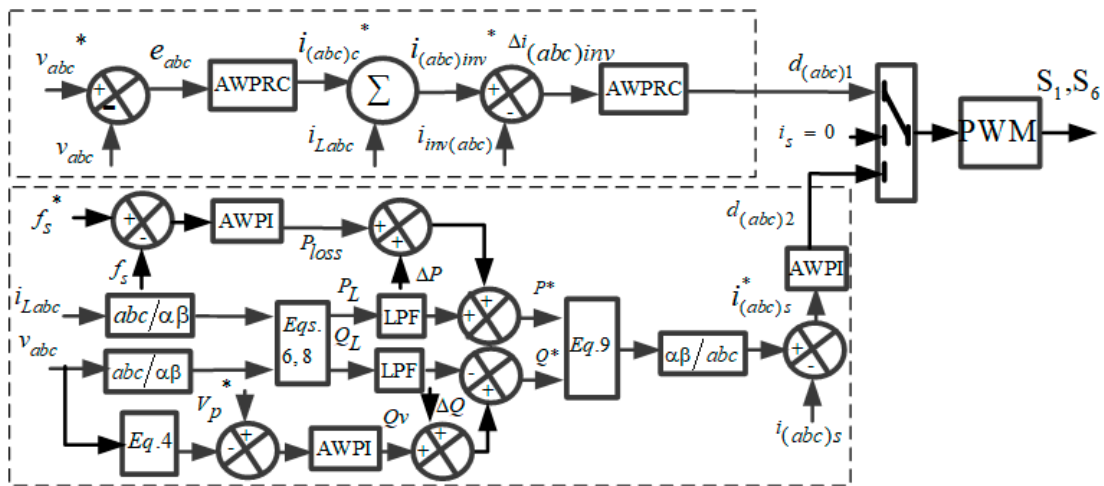 v_abc*
e_abc
AWPRC
i_(abc)c*
Σ
i_(abc)inv*
Δi_(abc)inv
AWPRC
d_(abc)1
S1,S6
+
-
v_abc
i_Labc
i_inv(abc)
+
-
i_s = 0
PWM
f_s*
+
-
AWPI
P_loss
+
+
d_(abc)2
f_s
ΔP
AWPI
i_Labc
abc/αβ
Eqs. 6,8
P_L
LPF
+
+
P*
Eq.9
αβ/abc
i*_(abc)s
+
-
v_abc
abc/αβ
Q_L
LPF
-
+
Q*
V_p*
ΔQ
i_(abc)s
Eq.4
-
+
AWPI
Qv
+
+